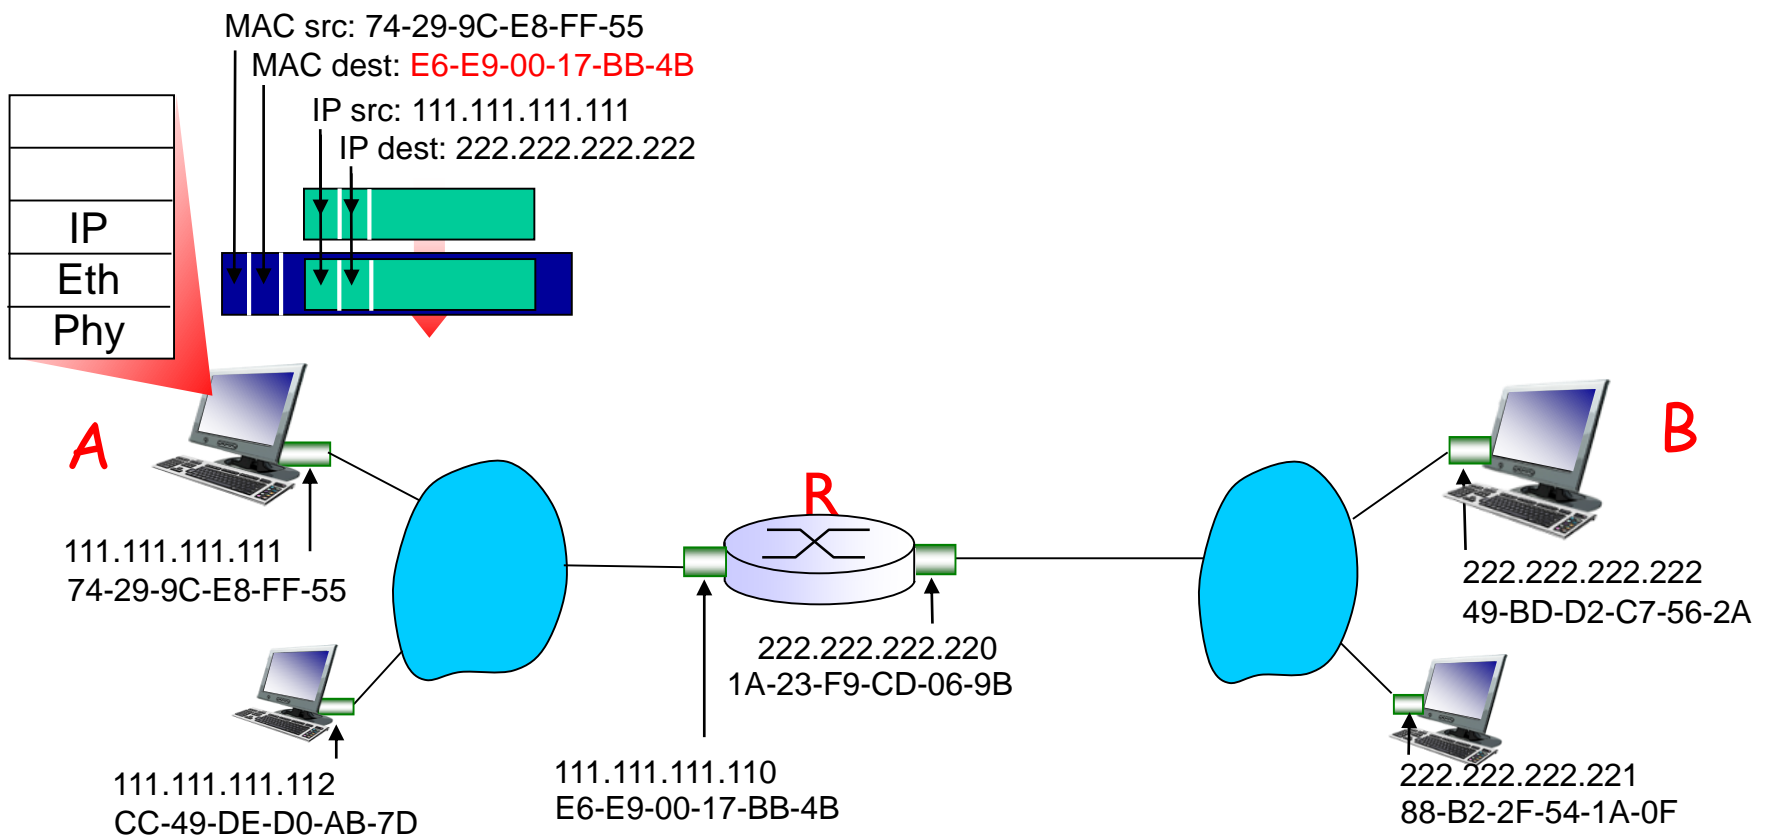 MAC src: 74-29-9C-E8-FF-55
MAC dest: E6-E9-00-17-BB-4B
IP src: 111.111.111.111
IP dest: 222.222.222.222
IP
Eth
Phy
A
111.111.111.111
74-29-9C-E8-FF-55
111.111.111.112
CC-49-DE-D0-AB-7D
R
222.222.222.220
1A-23-F9-CD-06-9B
111.111.111.110
E6-E9-00-17-BB-4B
B
222.222.222.222
49-BD-D2-C7-56-2A
222.222.222.221
88-B2-2F-54-1A-0F